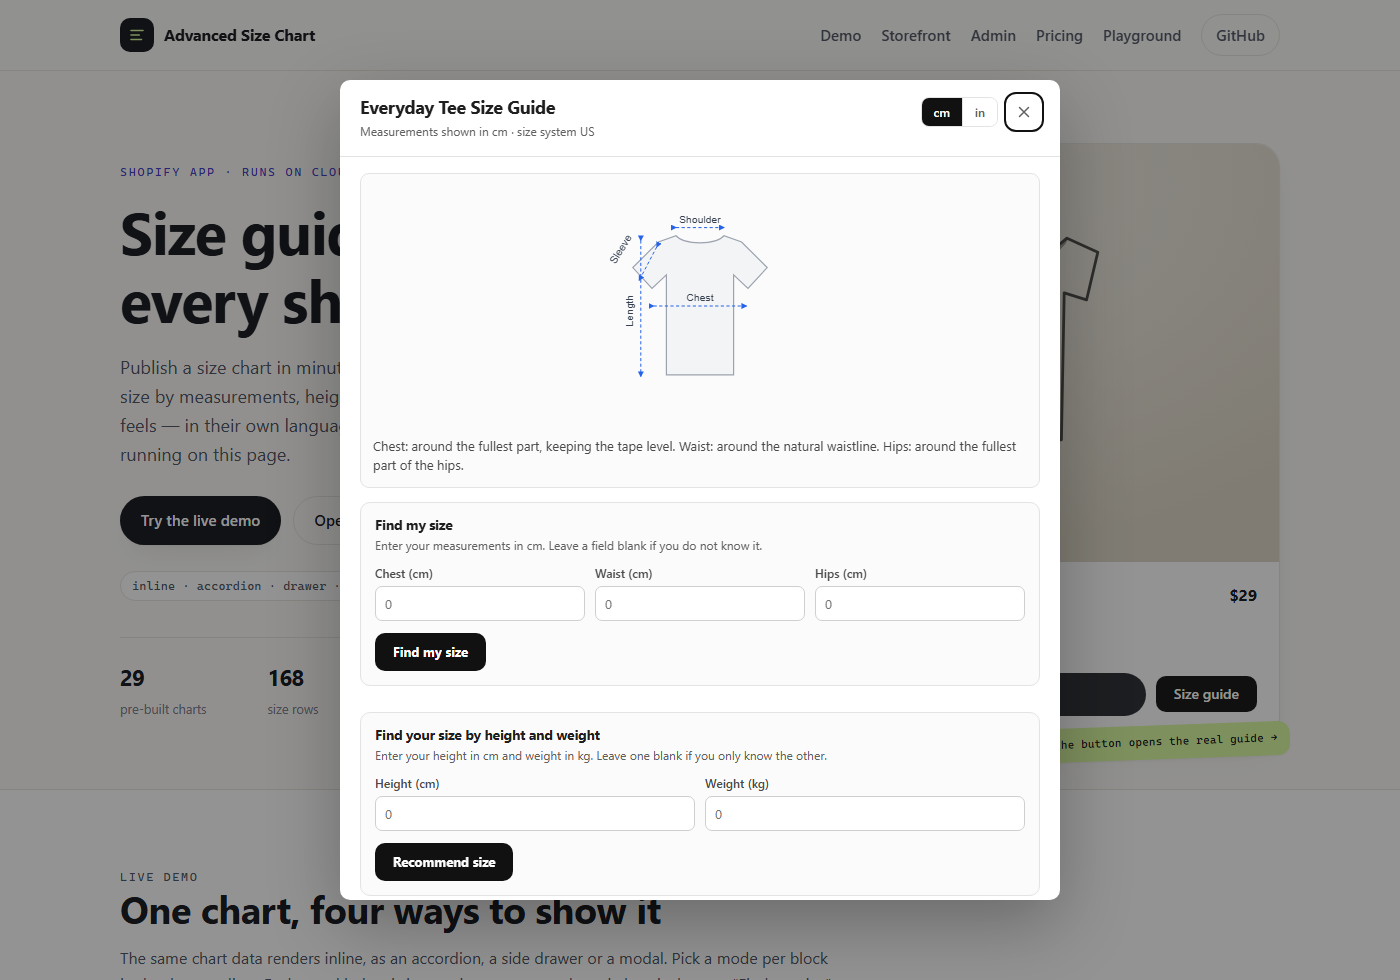 Advanced Size Chart
Demo Storefront Admin Pricing Playground GitHub
Everyday Tee Size Guide
Measurements shown in cm · size system US
cm in
SHOPIFY APP · RUNS ON
Size
every
Publish a size chart in
size by measurements,
feels — in their own
running on this page.
Try the live demo
inline · accordion · drawer ·
29
pre-built charts
168
size rows
Shoulder
Sleeve
Chest
Length
Chest: around the fullest part, keeping the tape level. Waist: around the natural waistline. Hips: around the fullest
part of the hips.
Find my size
Enter your measurements in cm. Leave a field blank if you do not know it.
Chest (cm) Waist (cm) Hips (cm)
0 0 0
Find my size
Find your size by height and weight
Enter your height in cm and weight in kg. Leave one blank if you only know the other.
Height (cm) Weight (kg)
0 0
Recommend size
$29
Size guide
button opens the real guide →
LIVE DEMO
One chart, four ways to show it
The same chart data renders inline, as an accordion, a side drawer or a modal. Pick a mode per block